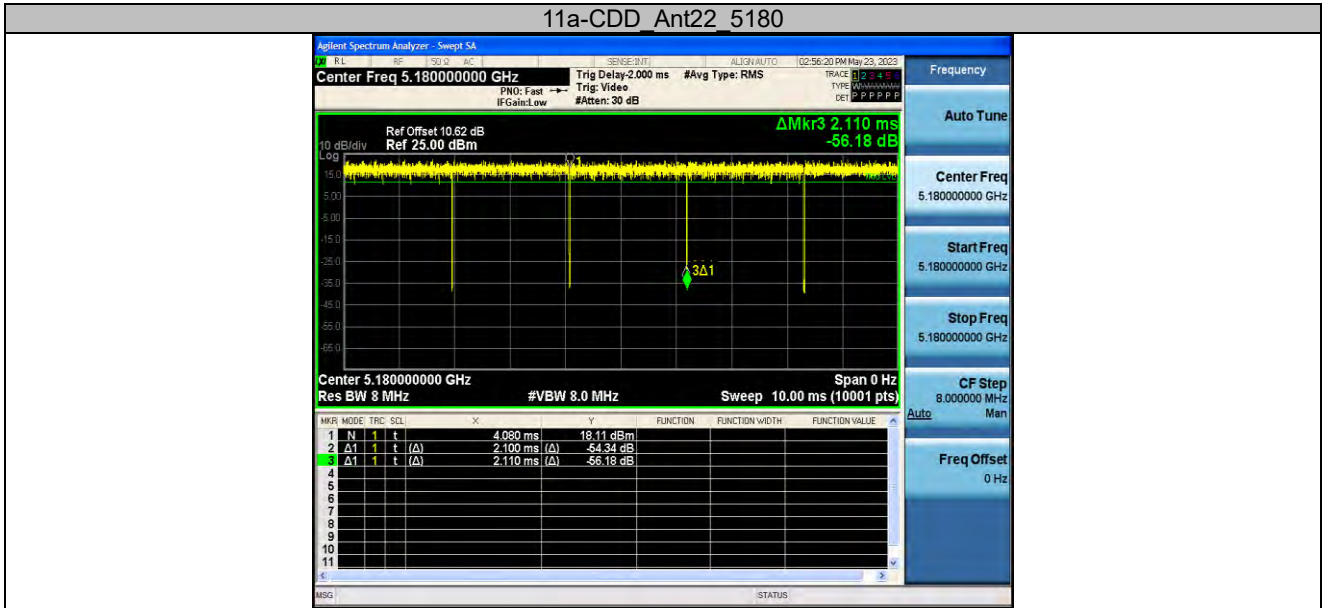 11a-CDD_Ant22_5180
Agilent Spectrum Analyzer - Swept SA
RL RF 50 Ω AC SENSE:INT ALIGN AUTO 02:56:20 PM May 23, 2023
Center Freq 5.180000000 GHz
PNO: Fast
IFGain:Low
Trig Delay-2.000 ms
Trig: Video
#Atten: 30 dB
#Avg Type: RMS
TRACE 1 2 3 4 5
TYPE
DET P P P P P P
Frequency
Auto Tune
Center Freq
5.180000000 GHz
Start Freq
5.180000000 GHz
Stop Freq
5.180000000 GHz
CF Step
8.000000 MHz
Auto Man
Freq Offset
0 Hz
ΔMkr3 2.110 ms
-56.18 dB
Ref Offset 10.62 dB
10 dB/div Ref 25.00 dBm
Log
15.0
5.00
-5.00
-15.0
-25.0
-35.0
-45.0
-55.0
-65.0
1
3Δ1
Center 5.180000000 GHz Span 0 Hz
Res BW 8 MHz #VBW 8.0 MHz Sweep 10.00 ms (10001 pts)
MKR MODE TRC SCL X Y FUNCTION FUNCTION WIDTH FUNCTION VALUE
1 N 1 t 4.080 ms 18.11 dBm
2 Δ1 1 t (Δ) 2.100 ms (Δ) -54.34 dB
3 Δ1 1 t (Δ) 2.110 ms (Δ) -56.18 dB
4
5
6
7
8
9
10
11
MSG STATUS